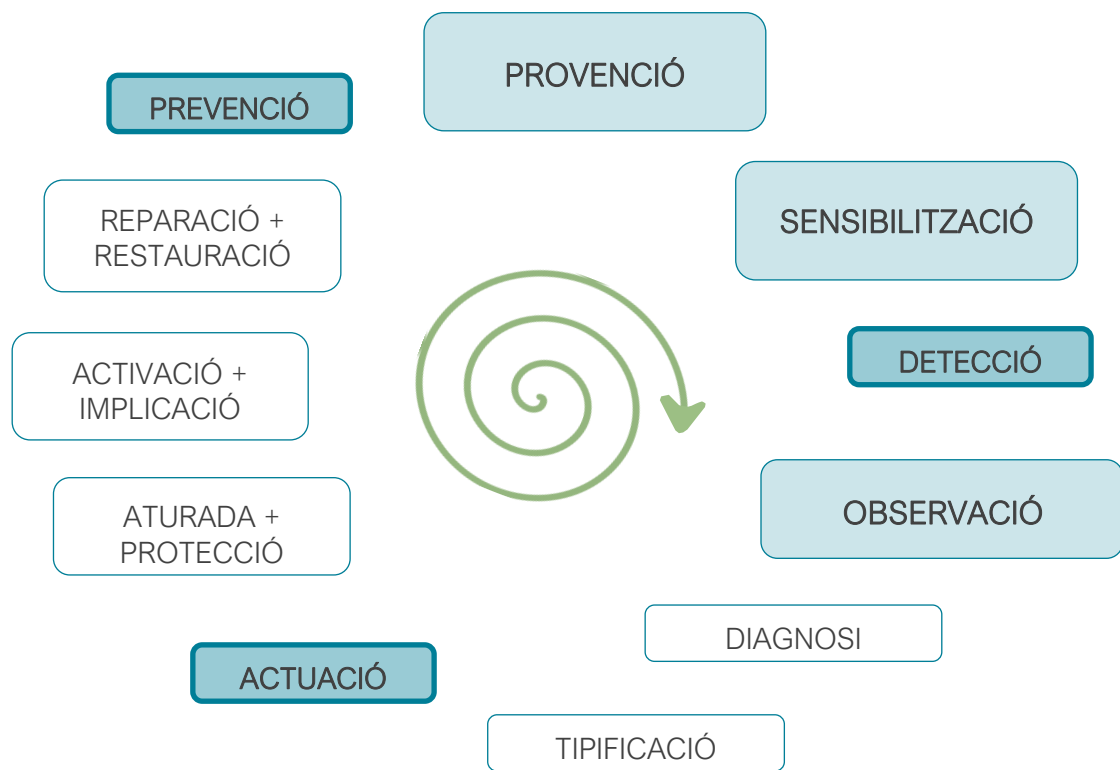 PROVENCIÓ
PREVENCIÓ
SENSIBILITZACIÓ
REPARACIÓ +
RESTAURACIÓ
DETECCIÓ
ACTIVACIÓ +
IMPLICACIÓ
OBSERVACIÓ
ATURADA +
PROTECCIÓ
DIAGNOSI
ACTUACIÓ
TIPIFICACIÓ